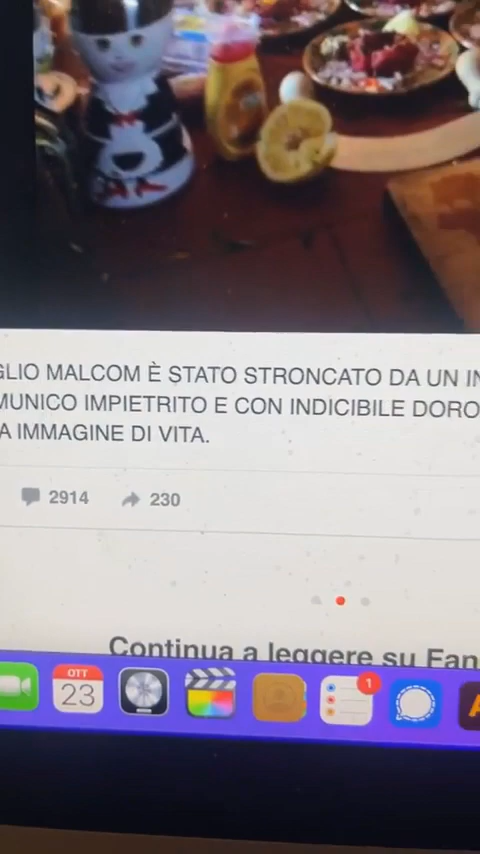 GLIO MALCOM È STATO STRONCATO DA UN IN
MUNICO IMPIETRITO E CON INDICIBILE DORO
A IMMAGINE DI VITA.
2914 230
Continua a leggere su Fan
OTT
23
1